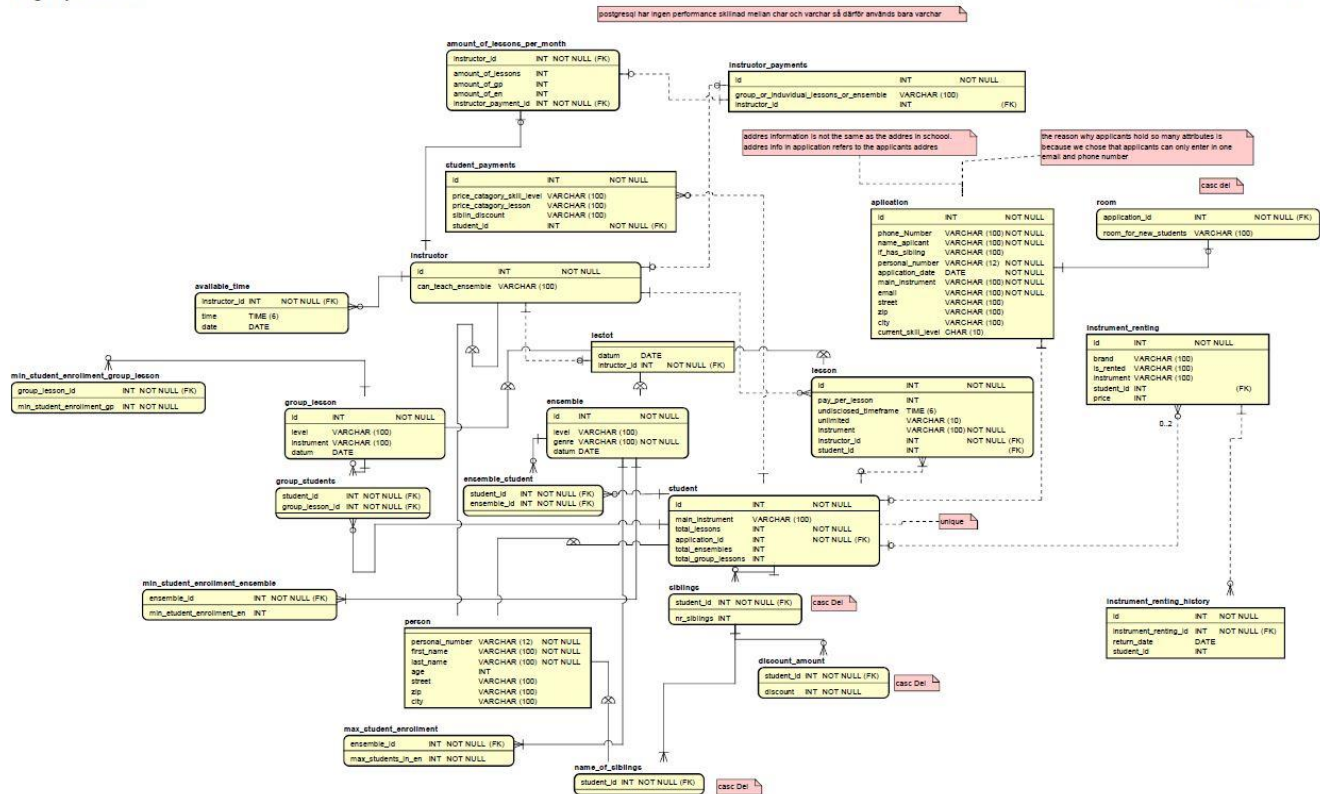 postgresql har ingen performance skillnad mellan char och varchar så därför används bara varchar
amount_of_lessons_per_month
instructor_id INT NOT NULL (FK)
amount_of_lessons INT
amount_of_gp INT
amount_of_en INT
instructor_payment_id INT NOT NULL (FK)
instructor_payments
id INT NOT NULL
group_or_induvidual_lessons_or_ensemble VARCHAR (100)
instructor_id INT (FK)
addres information is not the same as the addres in schoool.
addres info in application refers to the applicants addres
the reason why applicants hold so many attributes is
because we chose that applicants can only enter in one
email and phone number
student_payments
id INT NOT NULL
price_catagory_skill_level VARCHAR (100)
price_catagory_lesson VARCHAR (100)
siblin_discount VARCHAR (100)
student_id INT NOT NULL (FK)
casc del
aplication
id INT NOT NULL
phone_Number VARCHAR (100) NOT NULL
name_aplicant VARCHAR (100) NOT NULL
if_has_sibling VARCHAR (100)
personal_number VARCHAR (12) NOT NULL
application_date DATE NOT NULL
main_instrument VARCHAR (100) NOT NULL
email VARCHAR (100) NOT NULL
street VARCHAR (100)
zip VARCHAR (100)
city VARCHAR (100)
current_skill_level CHAR (10)
room
application_id INT NOT NULL (FK)
room_for_new_students VARCHAR (100)
instructor
id INT NOT NULL
can_teach_ensemble VARCHAR (100)
available_time
instructor_id INT NOT NULL (FK)
time TIME (6)
date DATE
lestot
datum DATE
intructor_id INT NOT NULL (FK)
instrument_renting
id INT NOT NULL
brand VARCHAR (100)
is_rented VARCHAR (100)
instrument VARCHAR (100)
student_id INT (FK)
price INT
0..2
min_student_enrollment_group_lesson
group_lesson_id INT NOT NULL (FK)
min_student_enrollment_gp INT NOT NULL
lesson
id INT NOT NULL
pay_per_lesson INT
undisclosed_timeframe TIME (6)
unlimited VARCHAR (10)
instrument VARCHAR (100) NOT NULL
instructor_id INT NOT NULL (FK)
student_id INT (FK)
group_lesson
id INT NOT NULL
level VARCHAR (100)
instrument VARCHAR (100)
datum DATE
ensemble
id INT NOT NULL
level VARCHAR (100)
genre VARCHAR (100) NOT NULL
datum DATE
group_students
student_id INT NOT NULL (FK)
group_lesson_id INT NOT NULL (FK)
ensemble_student
student_id INT NOT NULL (FK)
ensemble_id INT NOT NULL (FK)
student
id INT NOT NULL
main_instrument VARCHAR (100)
total_lessons INT NOT NULL
application_id INT NOT NULL (FK)
total_ensembles INT
total_group_lessons INT
unique
min_student_enrollment_ensemble
ensemble_id INT NOT NULL (FK)
min_etudent_enrollment_en INT
siblings
student_id INT NOT NULL (FK)
nr_siblings INT
casc Del
instrument_renting_history
id INT NOT NULL
instrument_renting_id INT NOT NULL (FK)
return_date DATE
student_id INT
person
personal_number VARCHAR (12) NOT NULL
first_name VARCHAR (100) NOT NULL
last_name VARCHAR (100) NOT NULL
age INT
street VARCHAR (100)
zip VARCHAR (100)
city VARCHAR (100)
discount_amount
student_id INT NOT NULL (FK)
discount INT NOT NULL
casc Del
max_student_enrollment
ensemble_id INT NOT NULL (FK)
max_students_in_en INT NOT NULL
name_of_siblings
student_id INT NOT NULL (FK)
casc Del